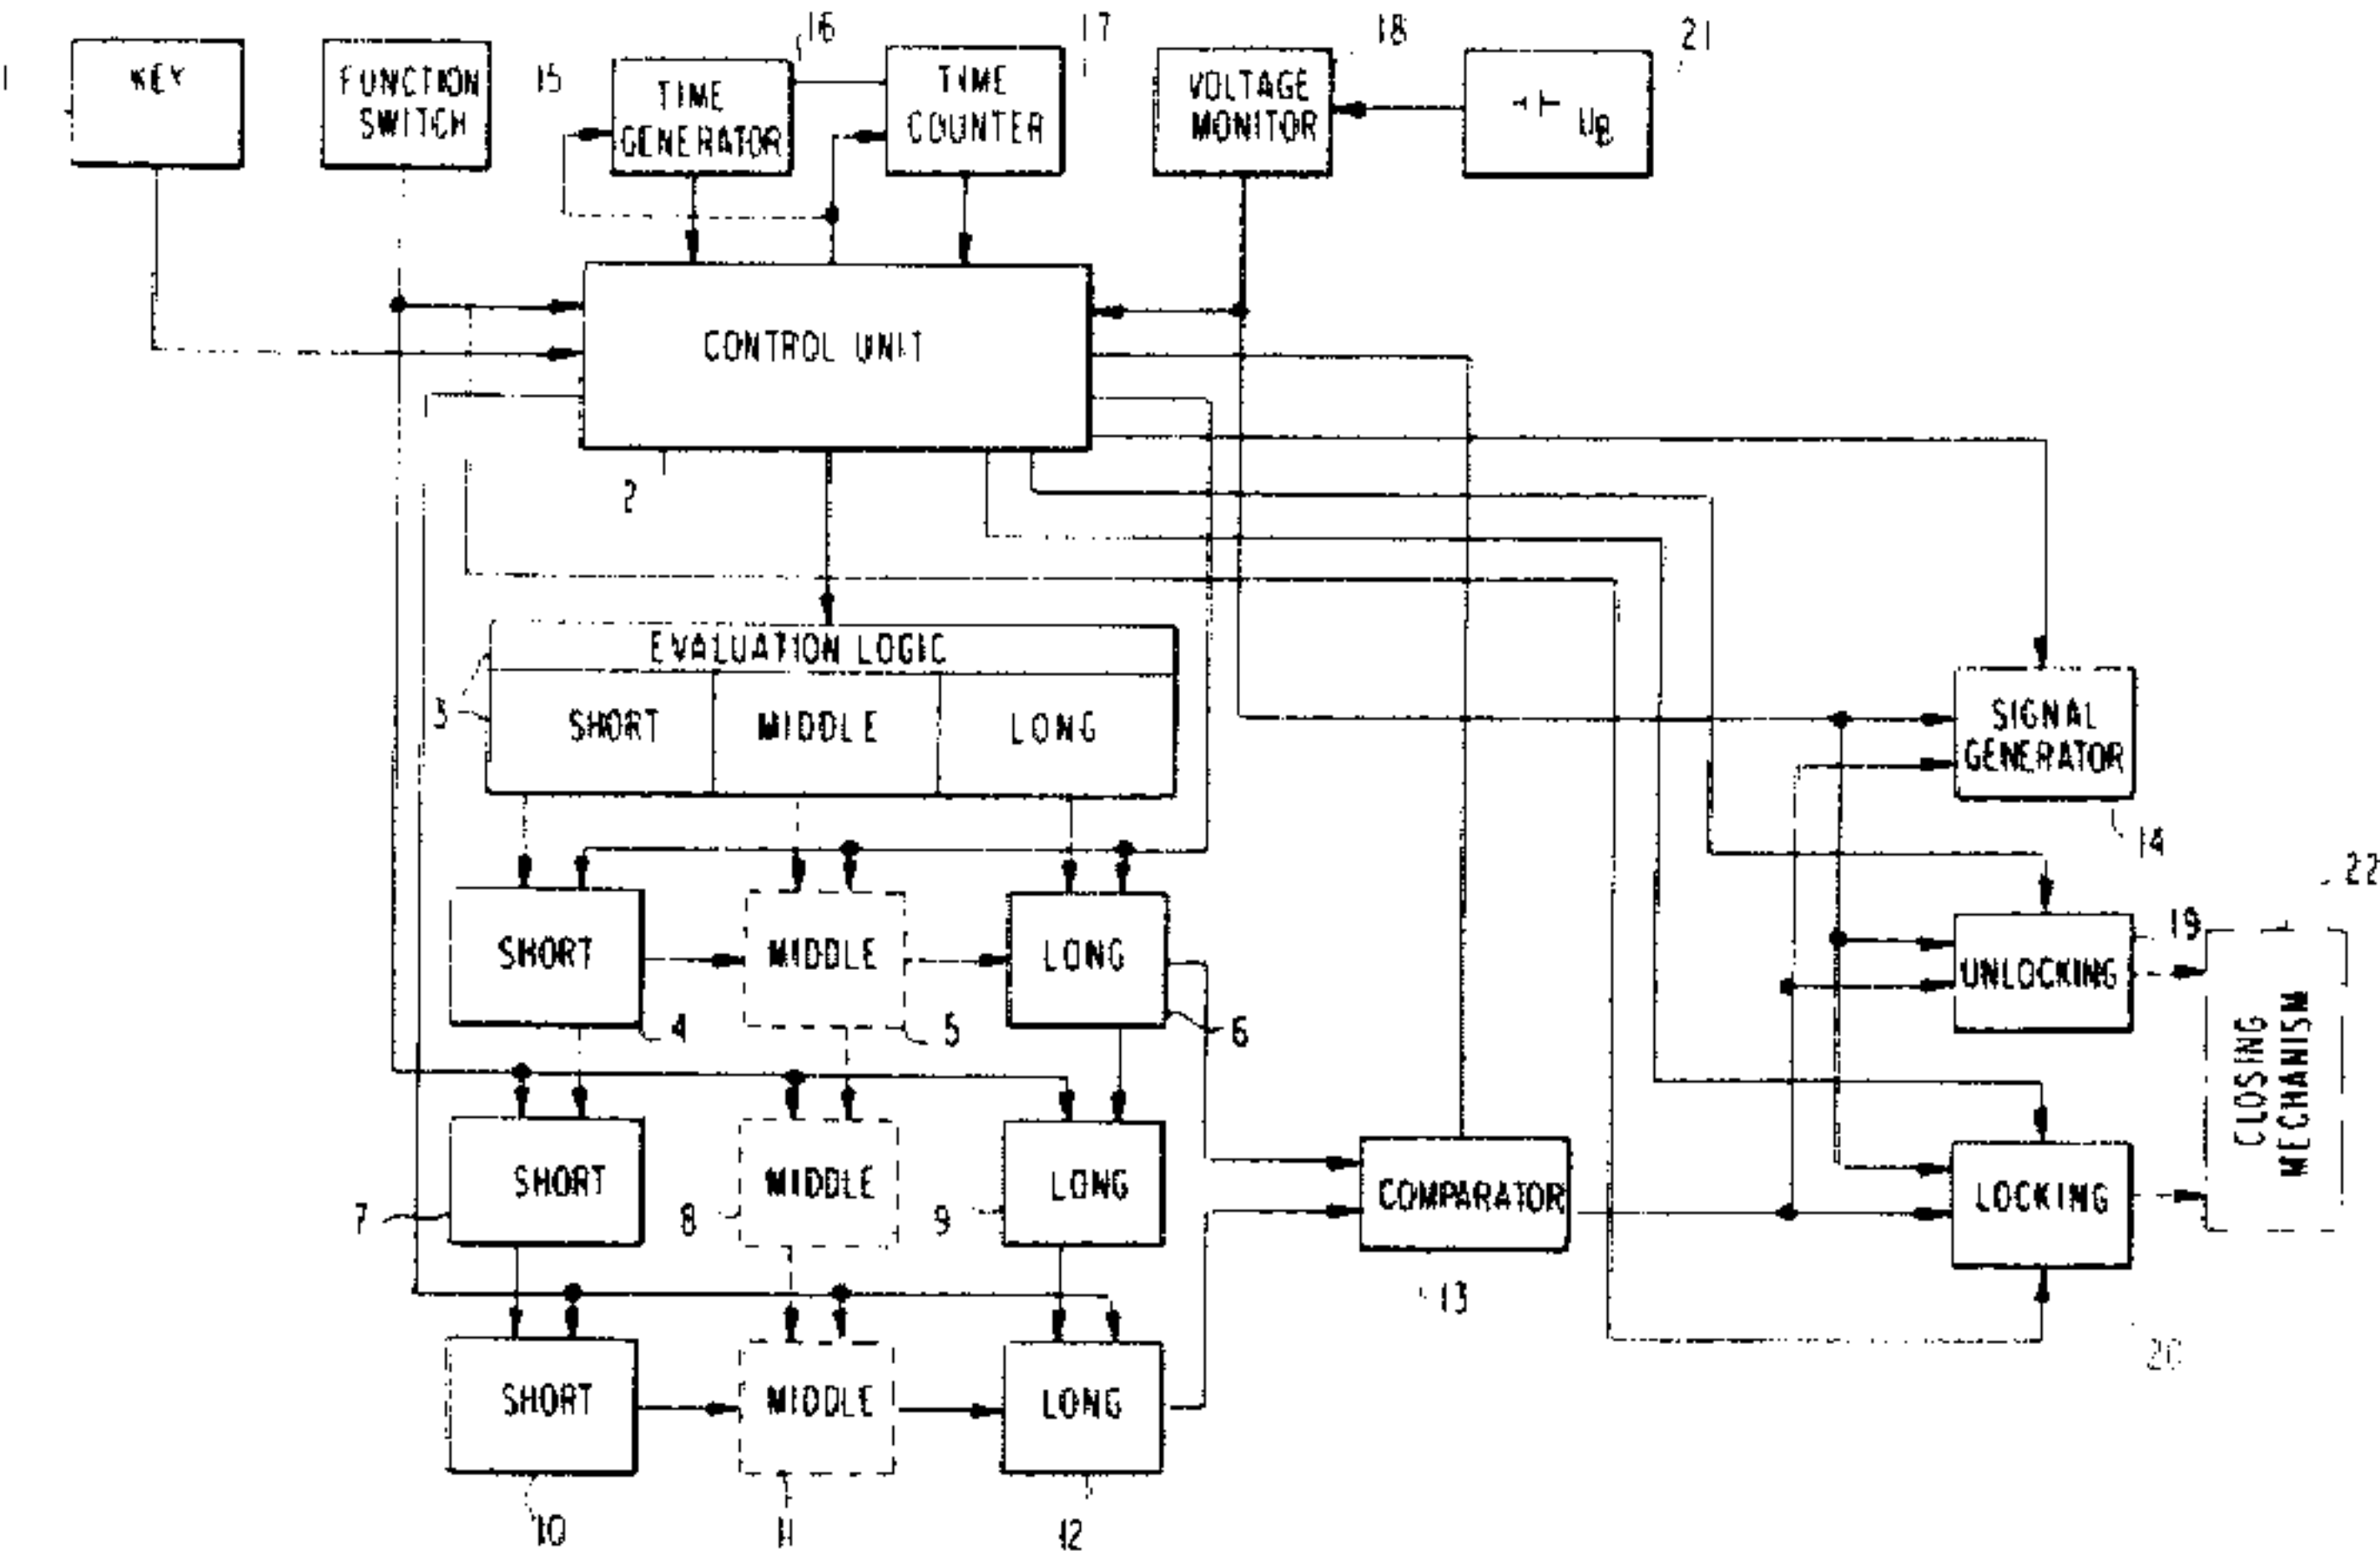 1
KEY
FUNCTION
SWITCH
15
TIME
GENERATOR
16
TIME
COUNTER
17
VOLTAGE
MONITOR
18
UB
21
CONTROL UNIT
2
EVALUATION LOGIC
SHORT
MIDDLE
LONG
3
SIGNAL
GENERATOR
14
SHORT
4
MIDDLE
5
LONG
6
UNLOCKING
19
22
CLOSING
MECHANISM
7
SHORT
8
MIDDLE
9
LONG
COMPARATOR
13
LOCKING
20
SHORT
10
MIDDLE
11
LONG
12